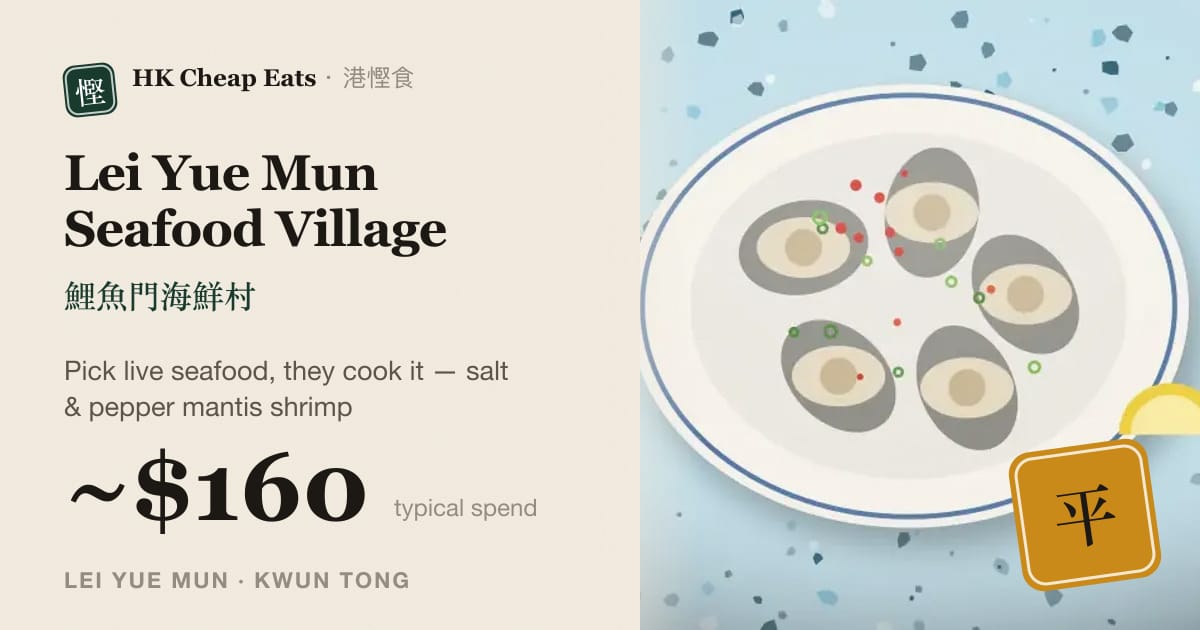 慳
HK Cheap Eats · 港慳食
Lei Yue Mun
Seafood Village
鯉魚門海鮮村
Pick live seafood, they cook it — salt
& pepper mantis shrimp
~$160 typical spend
LEI YUE MUN · KWUN TONG
平